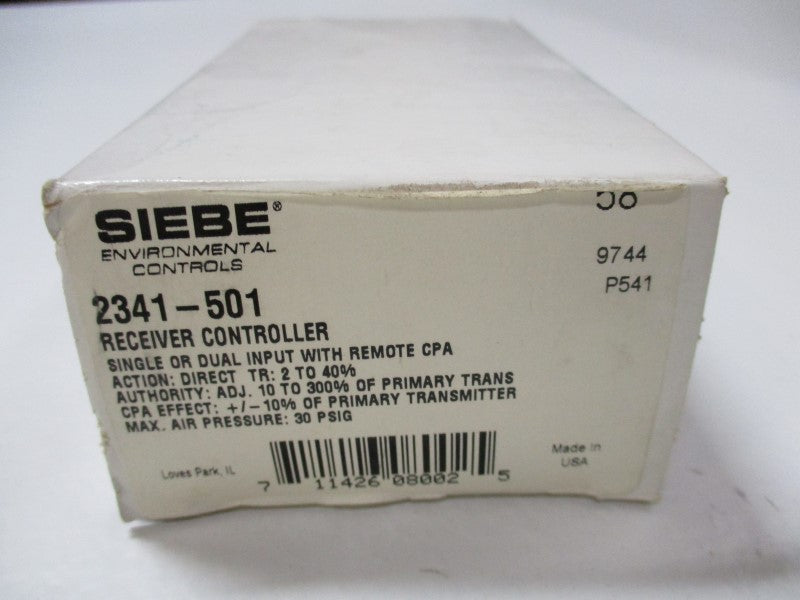 SIEBE®
ENVIRONMENTAL
CONTROLS
58
9744
P541
2341-501
RECEIVER CONTROLLER
SINGLE OR DUAL INPUT WITH REMOTE CPA
ACTION: DIRECT TR: 2 TO 40%
AUTHORITY: ADJ. 10 TO 300% OF PRIMARY TRANS
CPA EFFECT: +/-10% OF PRIMARY TRANSMITTER
MAX. AIR PRESSURE: 30 PSIG
Loves Park, IL
7 11426 08002 5
Made in
USA